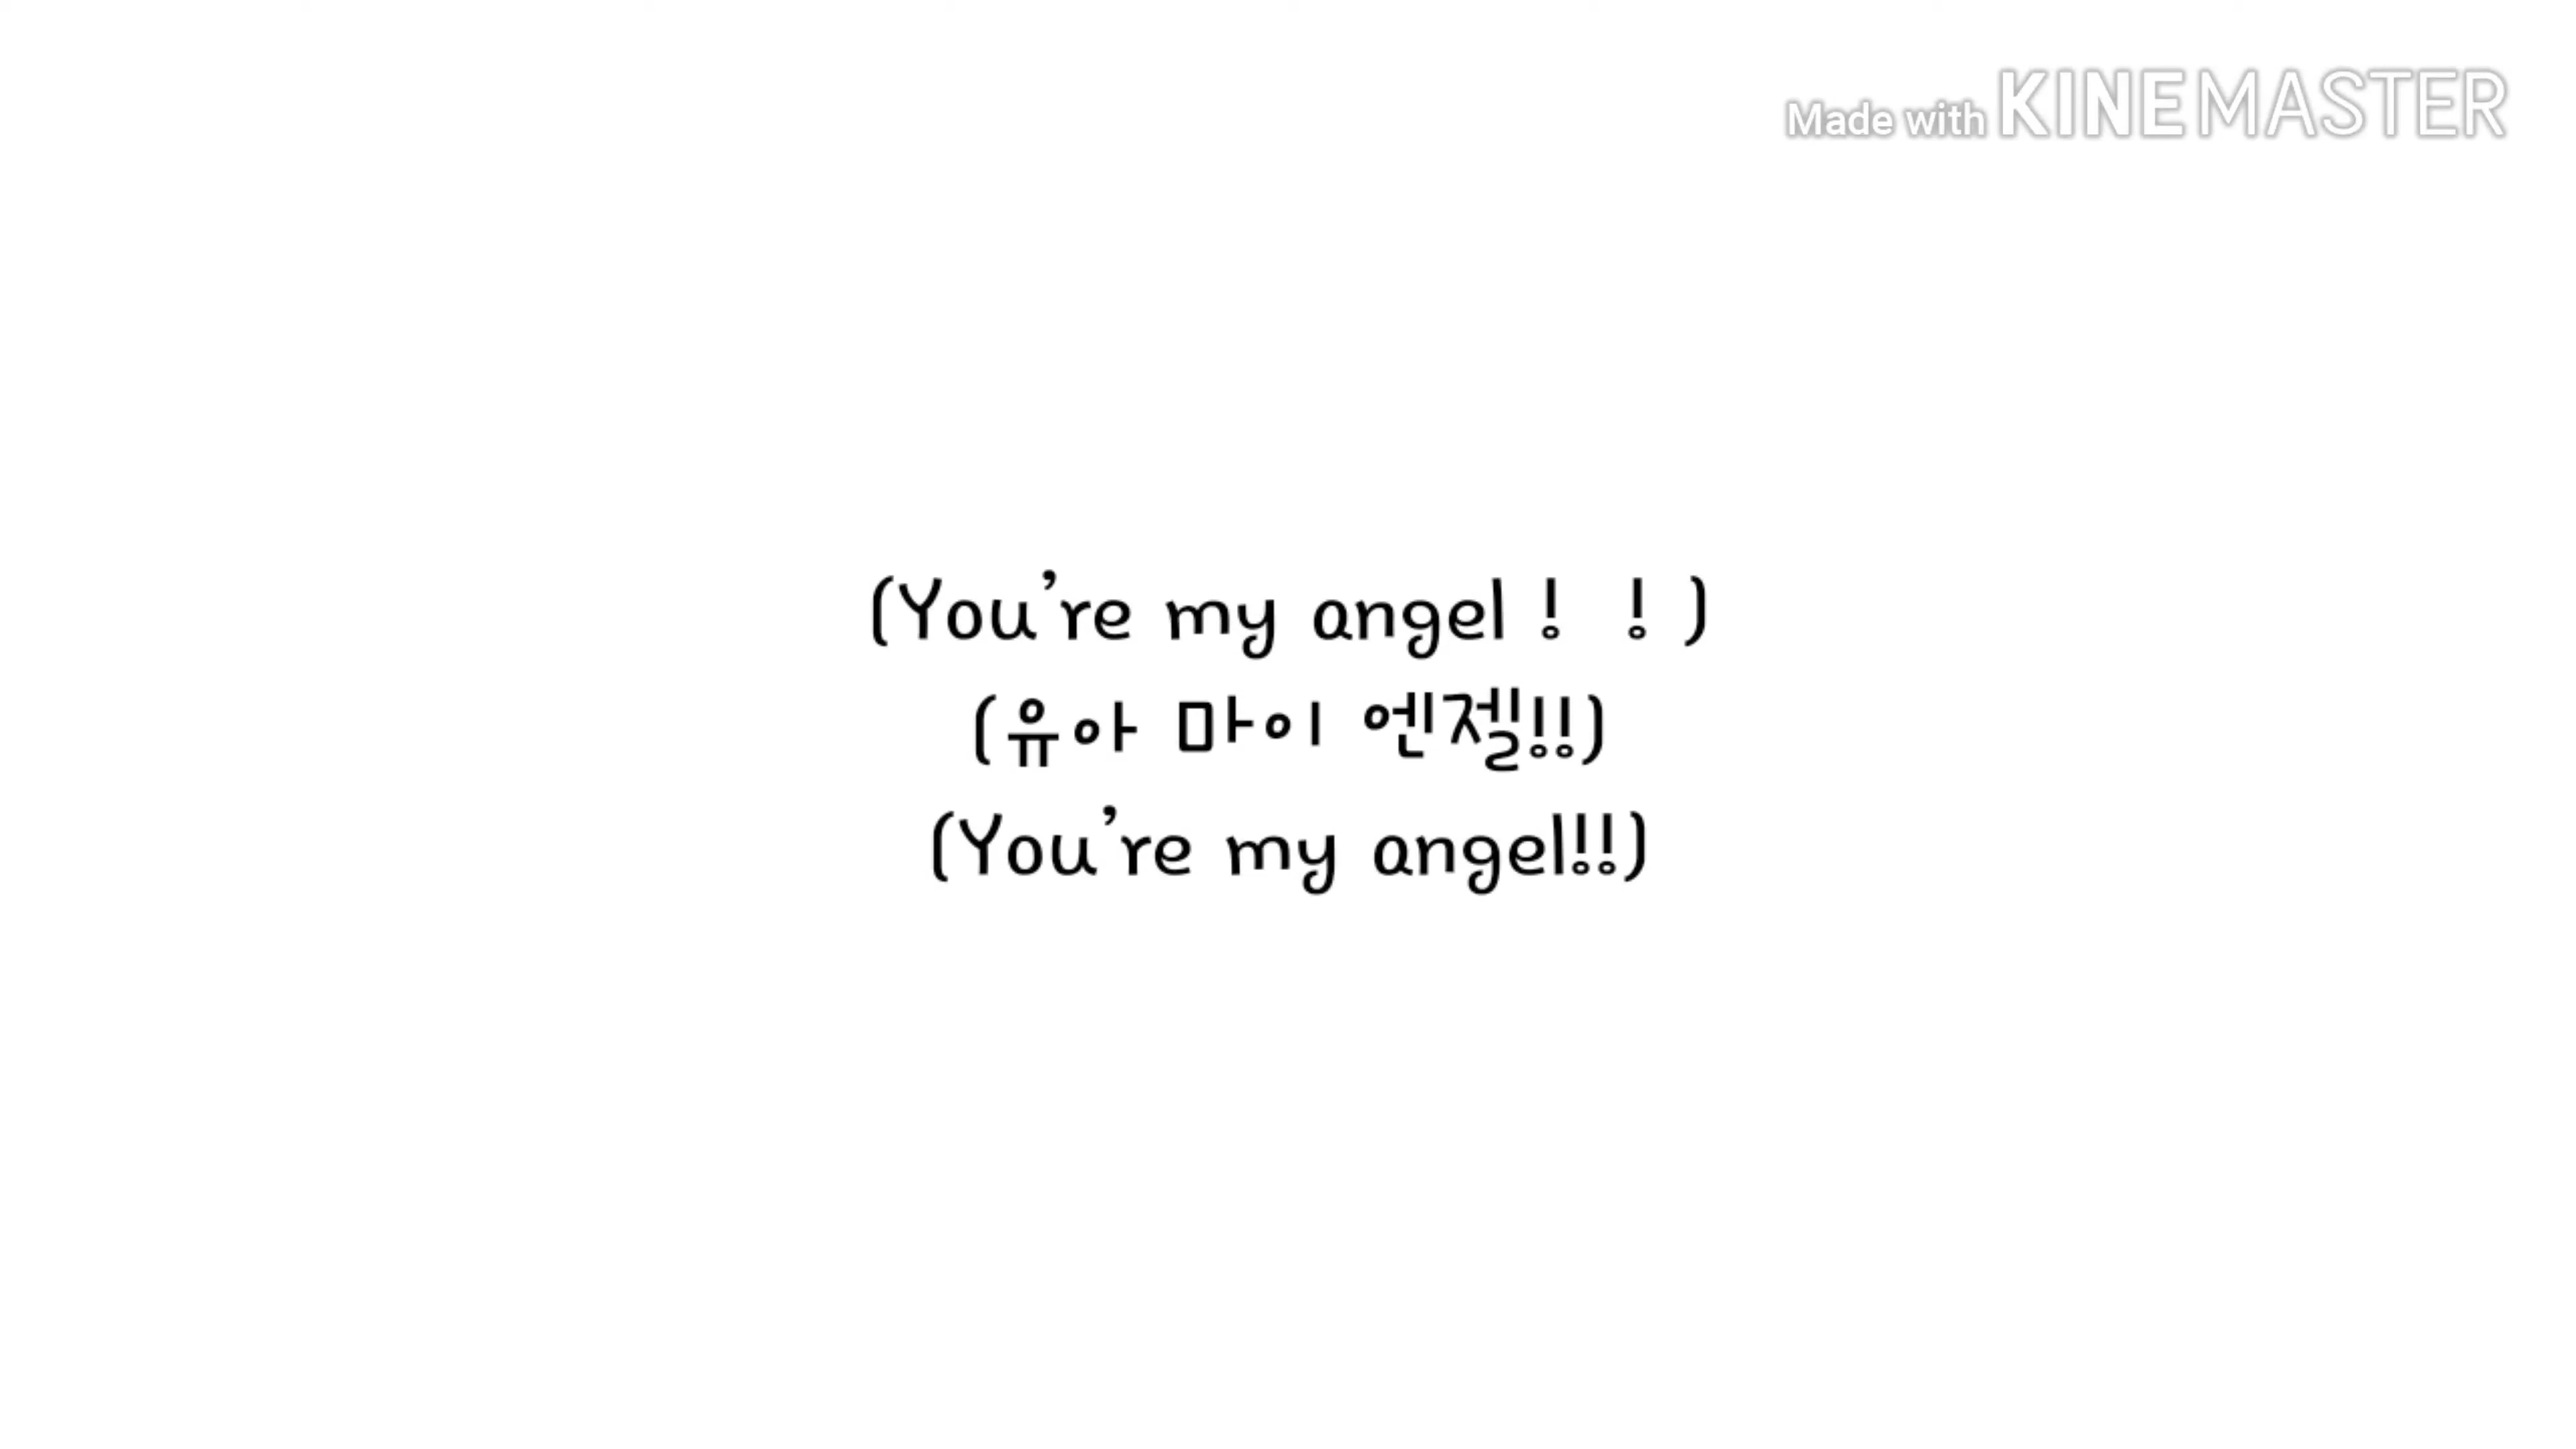 Made with KINEMASTER
(You’re my angel！！)
(유아 마이 엔젤!!)
(You’re my angel!!)